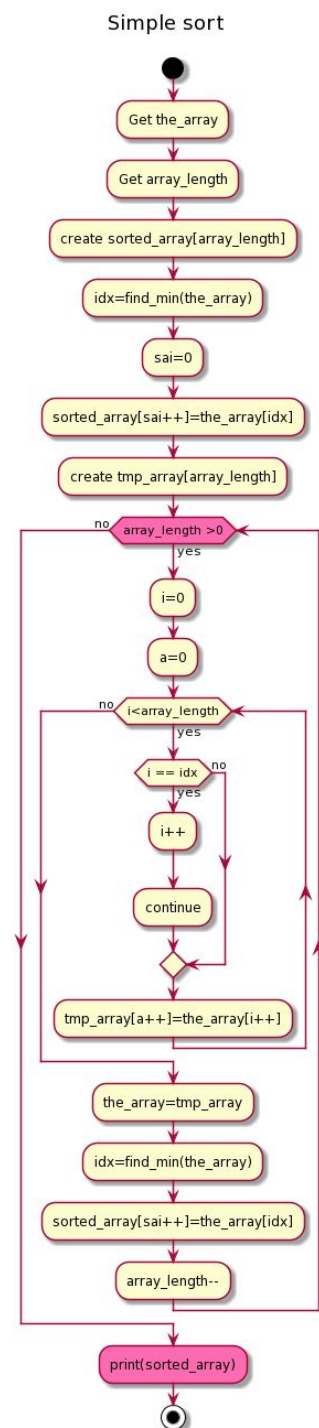 Simple sort
Get the_array
Get array_length
create sorted_array[array_length]
idx=find_min(the_array)
sai=0
sorted_array[sai++]=the_array[idx]
create tmp_array[array_length]
no
array_length >0
yes
i=0
a=0
no
i<array_length
yes
i == idx
no
yes
i++
continue
tmp_array[a++]=the_array[i++]
the_array=tmp_array
idx=find_min(the_array)
sorted_array[sai++]=the_array[idx]
array_length--
print(sorted_array)